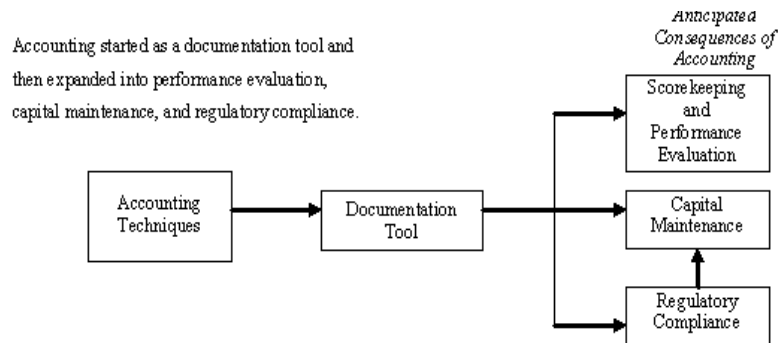 Anticipated
Consequences of
Accounting
Accounting started as a documentation tool and
then expanded into performance evaluation,
capital maintenance, and regulatory compliance.
Scorekeeping
and
Performance
Evaluation
Accounting
Techniques
Documentation
Tool
Capital
Maintenance
Regulatory
Compliance